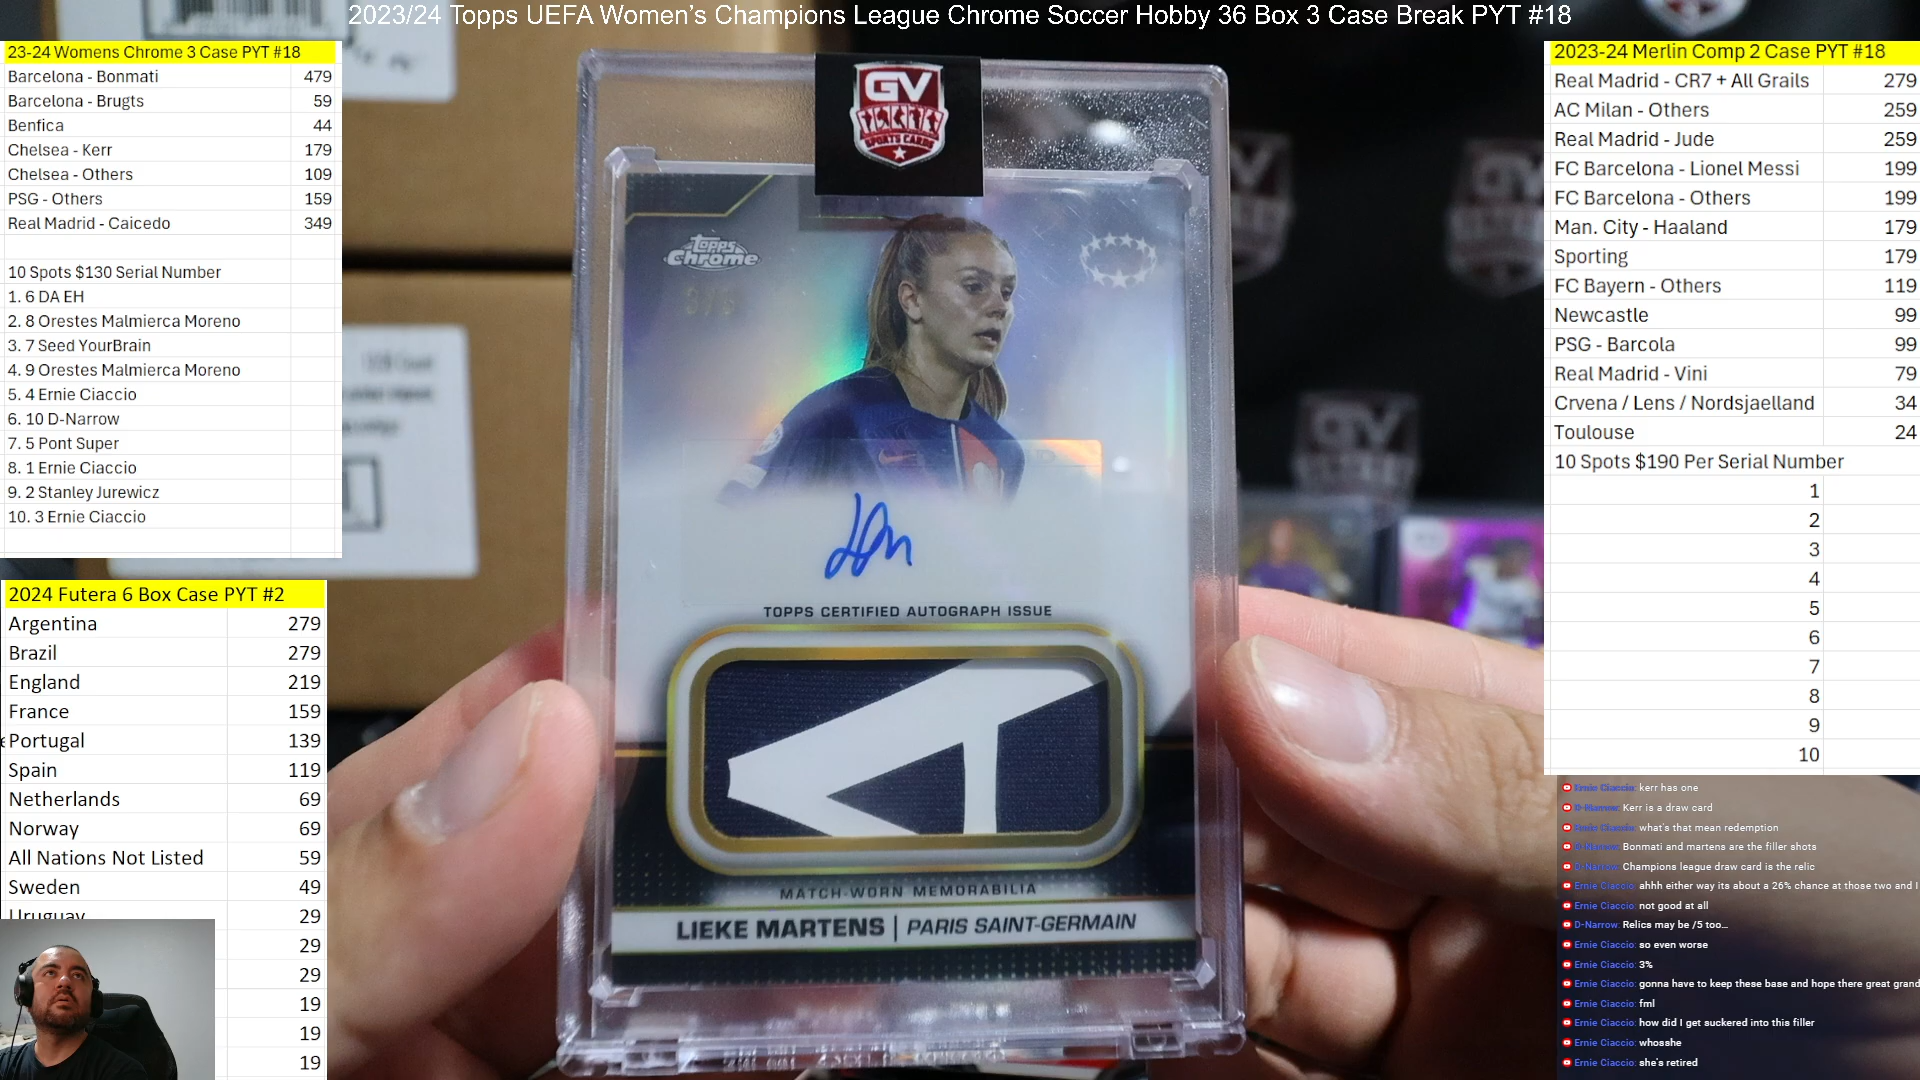 2023/24 Topps UEFA Women's Champions League Chrome Soccer Hobby 36 Box 3 Case Break PYT #18
23-24 Womens Chrome 3 Case PYT #18
Barcelona - Bonmati 479
Barcelona - Brugts 59
Benfica 44
Chelsea - Kerr 179
Chelsea - Others 109
PSG - Others 159
Real Madrid - Caicedo 349
10 Spots $130 Serial Number
1. 6 DA EH
2. 8 Orestes Malmierca Moreno
3. 7 Seed YourBrain
4. 9 Orestes Malmierca Moreno
5. 4 Ernie Ciaccio
6. 10 D-Narrow
7. 5 Pont Super
8. 1 Ernie Ciaccio
9. 2 Stanley Jurewicz
10. 3 Ernie Ciaccio
2024 Futera 6 Box Case PYT #2
Argentina 279
Brazil 279
England 219
France 159
Portugal 139
Spain 119
Netherlands 69
Norway 69
All Nations Not Listed 59
Sweden 49
Uruguay 29
29
29
19
19
19
GV
SPORTS CARDS
Topps
Chrome
TOPPS CERTIFIED AUTOGRAPH ISSUE
MATCH-WORN MEMORABILIA
LIEKE MARTENS | PARIS SAINT-GERMAIN
2023-24 Merlin Comp 2 Case PYT #18
Real Madrid - CR7 + All Grails 279
AC Milan - Others 259
Real Madrid - Jude 259
FC Barcelona - Lionel Messi 199
FC Barcelona - Others 199
Man. City - Haaland 179
Sporting 179
FC Bayern - Others 119
Newcastle 99
PSG - Barcola 99
Real Madrid - Vini 79
Crvena / Lens / Nordsjaelland 34
Toulouse 24
10 Spots $190 Per Serial Number
1
2
3
4
5
6
7
8
9
10
Ernie Ciaccio: kerr has one
D-Narrow: Kerr is a draw card
Ernie Ciaccio: what's that mean redemption
D-Narrow: Bonmati and martens are the filler shots
D-Narrow: Champions league draw card is the relic
Ernie Ciaccio: ahhh either way its about a 26% chance at those two and I
Ernie Ciaccio: not good at all
D-Narrow: Relics may be /5 too...
Ernie Ciaccio: so even worse
Ernie Ciaccio: 3%
Ernie Ciaccio: gonna have to keep these base and hope there great grand
Ernie Ciaccio: fml
Ernie Ciaccio: how did I get suckered into this filler
Ernie Ciaccio: whosshe
Ernie Ciaccio: she's retired